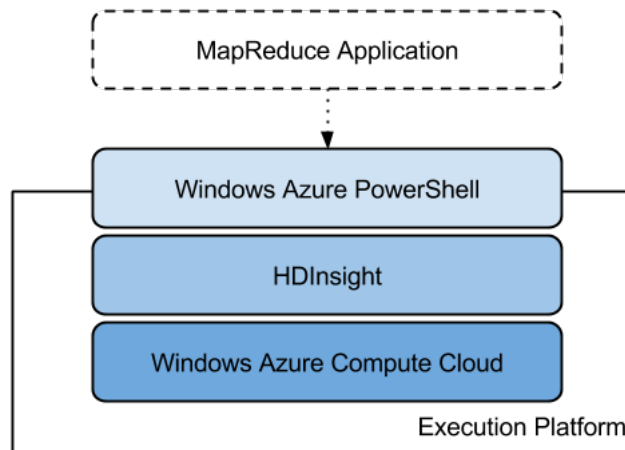 MapReduce Application
Windows Azure PowerShell
HDInsight
Windows Azure Compute Cloud
Execution Platform